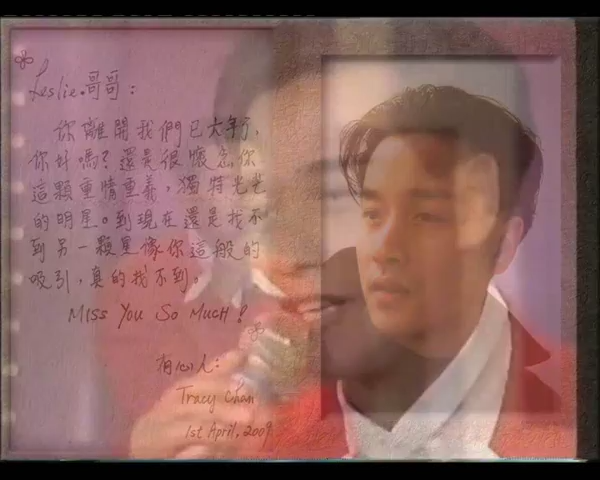 Leslie.哥哥：
你離開我們已六年了，
你好嗎？還是很懷念你
這顆重情重義，獨特光芒
的明星。到現在還是找不
到另一顆星像你這般的
吸引，真的找不到。
MISS YOU SO MUCH!
有心人：
Tracy Chan
1st April, 2009